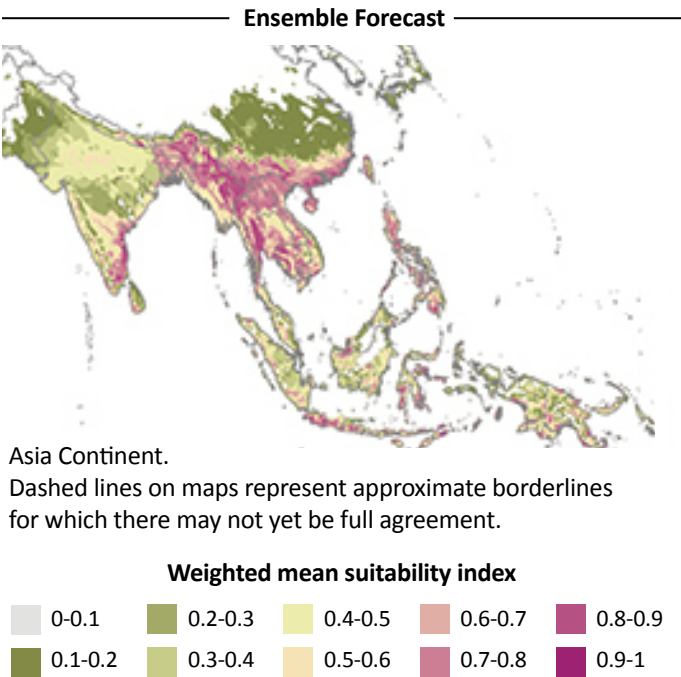 Ensemble Forecast
Asia Continent.
Dashed lines on maps represent approximate borderlines
for which there may not yet be full agreement.
Weighted mean suitability index
0-0.1 0.2-0.3 0.4-0.5 0.6-0.7 0.8-0.9
0.1-0.2 0.3-0.4 0.5-0.6 0.7-0.8 0.9-1